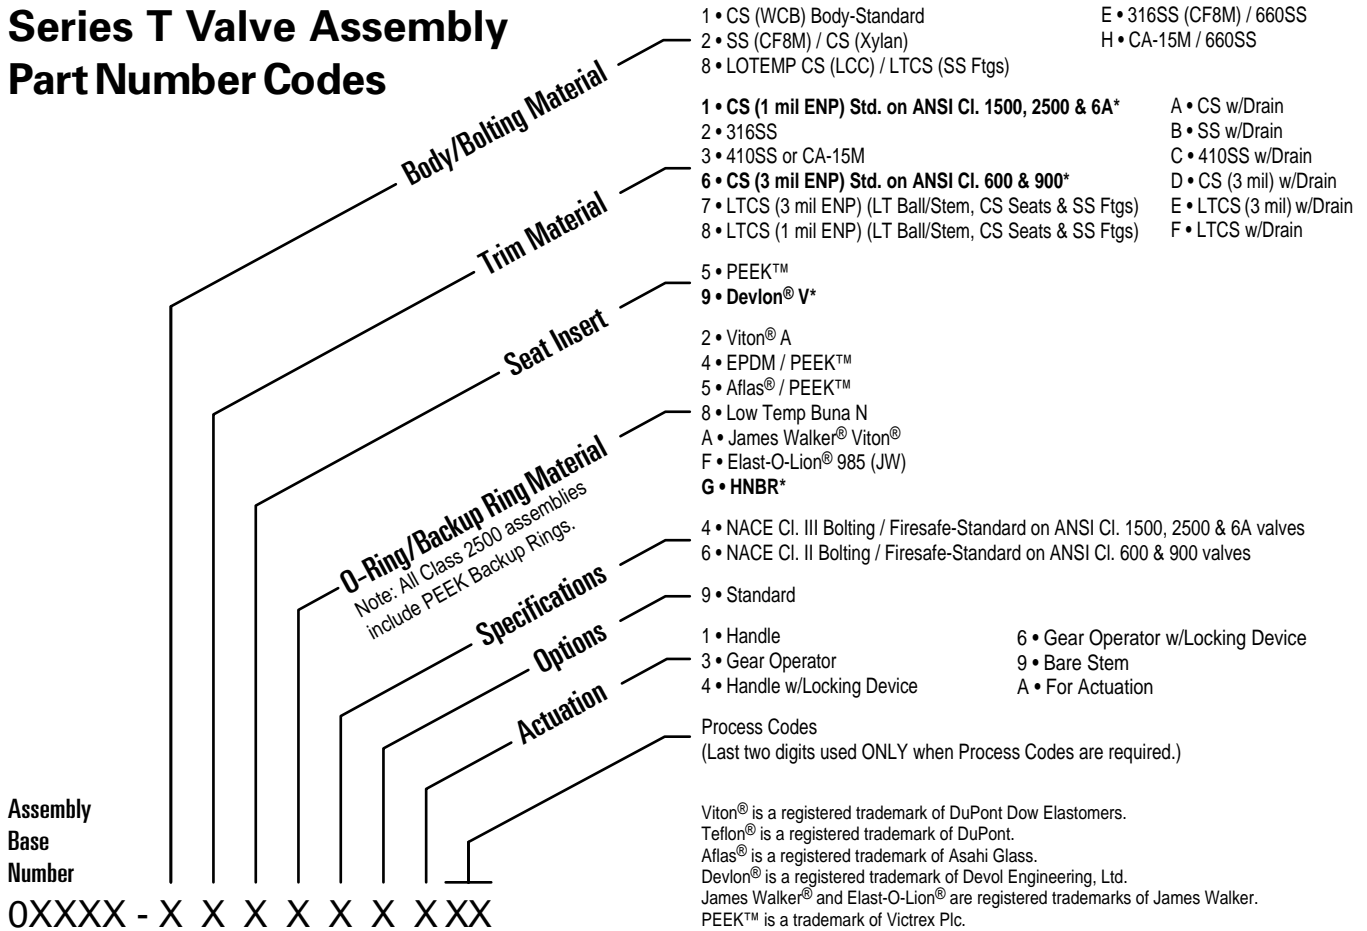 Series T Valve Assembly
Part Number Codes
Body/Bolting Material
1 • CS (WCB) Body-Standard
2 • SS (CF8M) / CS (Xylan)
8 • LOTEMP CS (LCC) / LTCS (SS Ftgs)
E • 316SS (CF8M) / 660SS
H • CA-15M / 660SS
Trim Material
1 • CS (1 mil ENP) Std. on ANSI Cl. 1500, 2500 & 6A*
2 • 316SS
3 • 410SS or CA-15M
6 • CS (3 mil ENP) Std. on ANSI Cl. 600 & 900*
7 • LTCS (3 mil ENP) (LT Ball/Stem, CS Seats & SS Ftgs)
8 • LTCS (1 mil ENP) (LT Ball/Stem, CS Seats & SS Ftgs)
A • CS w/Drain
B • SS w/Drain
C • 410SS w/Drain
D • CS (3 mil) w/Drain
E • LTCS (3 mil) w/Drain
F • LTCS w/Drain
Seat Insert
5 • PEEK™
9 • Devlon® V*
O-Ring/Backup Ring Material
Note: All Class 2500 assemblies
include PEEK Backup Rings.
2 • Viton® A
4 • EPDM / PEEK™
5 • Aflas® / PEEK™
8 • Low Temp Buna N
A • James Walker® Viton®
F • Elast-O-Lion® 985 (JW)
G • HNBR*
Specifications
4 • NACE Cl. III Bolting / Firesafe-Standard on ANSI Cl. 1500, 2500 & 6A valves
6 • NACE Cl. II Bolting / Firesafe-Standard on ANSI Cl. 600 & 900 valves
Options
9 • Standard
Actuation
1 • Handle
3 • Gear Operator
4 • Handle w/Locking Device
6 • Gear Operator w/Locking Device
9 • Bare Stem
A • For Actuation
Process Codes
(Last two digits used ONLY when Process Codes are required.)
Assembly
Base
Number
0XXXX - X X X X X X X XX
Viton® is a registered trademark of DuPont Dow Elastomers.
Teflon® is a registered trademark of DuPont.
Aflas® is a registered trademark of Asahi Glass.
Devlon® is a registered trademark of Devol Engineering, Ltd.
James Walker® and Elast-O-Lion® are registered trademarks of James Walker.
PEEK™ is a trademark of Victrex Plc.